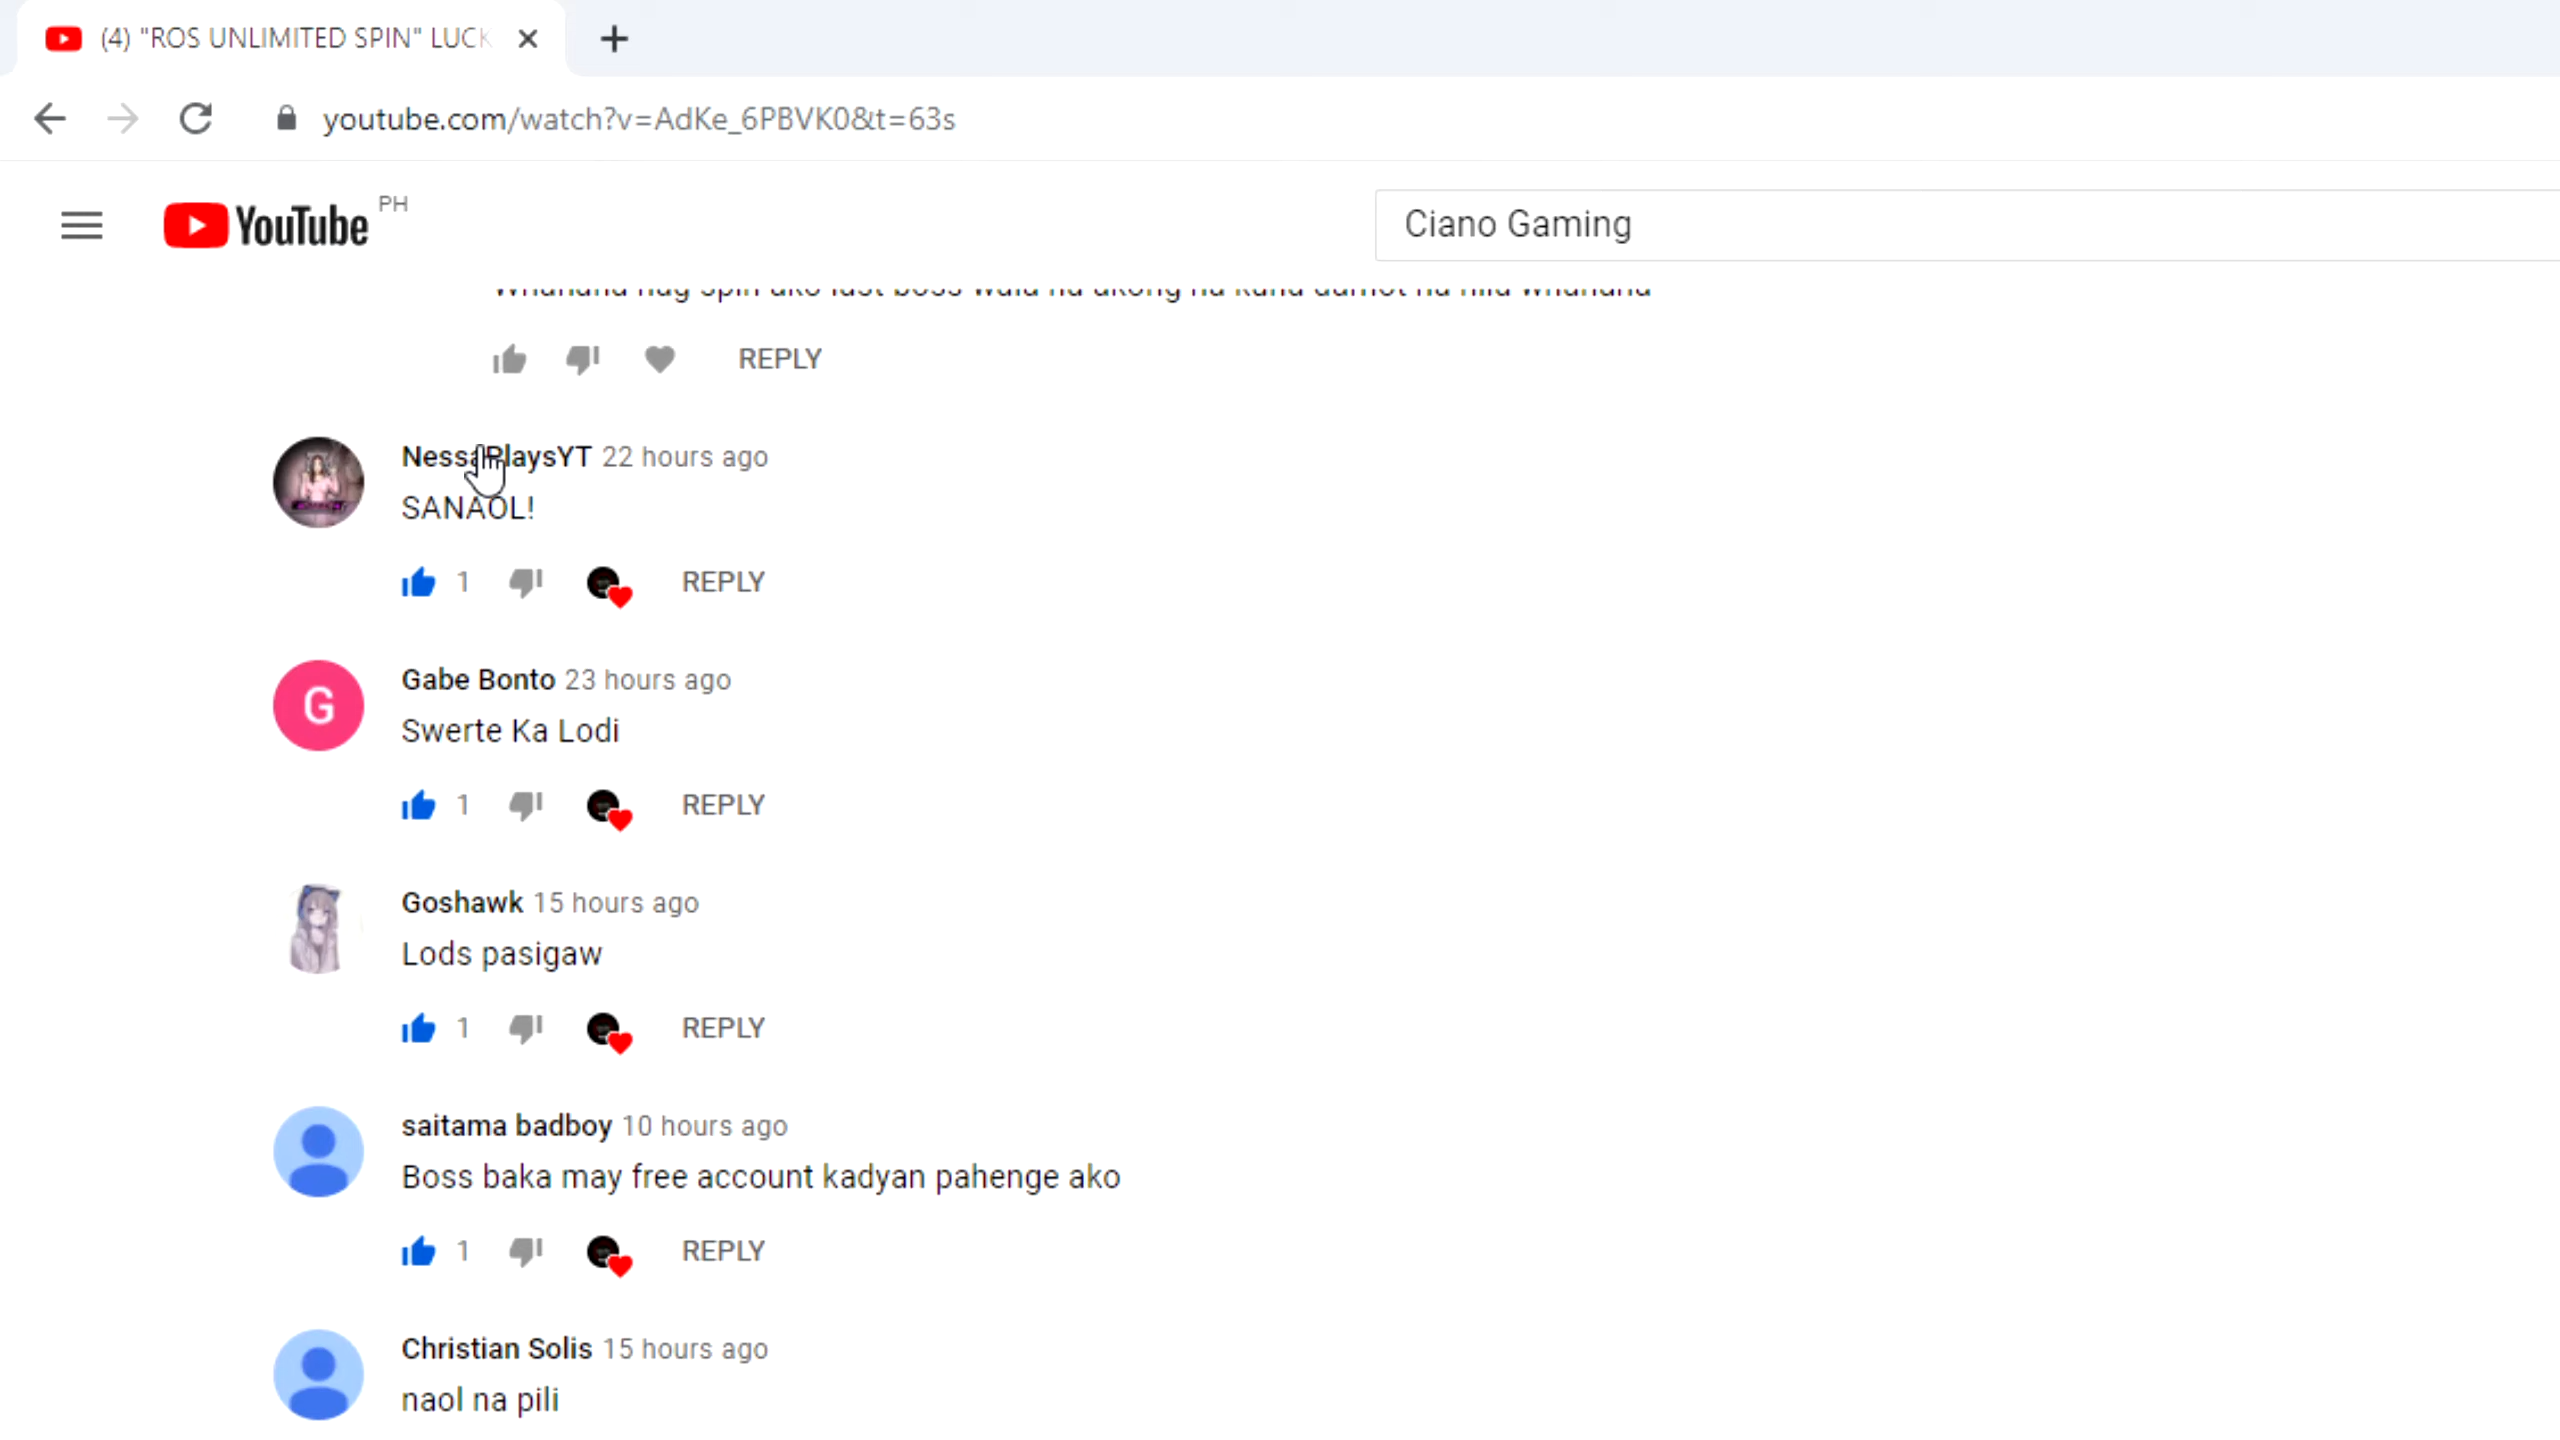 (4) "ROS UNLIMITED SPIN" LUCK
youtube.com/watch?v=AdKe_6PBVK0&t=63s
YouTube PH
Ciano Gaming
REPLY
NessaPlaysYT 22 hours ago
SANAOL!
1 REPLY
G
Gabe Bonto 23 hours ago
Swerte Ka Lodi
1 REPLY
Goshawk 15 hours ago
Lods pasigaw
1 REPLY
saitama badboy 10 hours ago
Boss baka may free account kadyan pahenge ako
1 REPLY
Christian Solis 15 hours ago
naol na pili